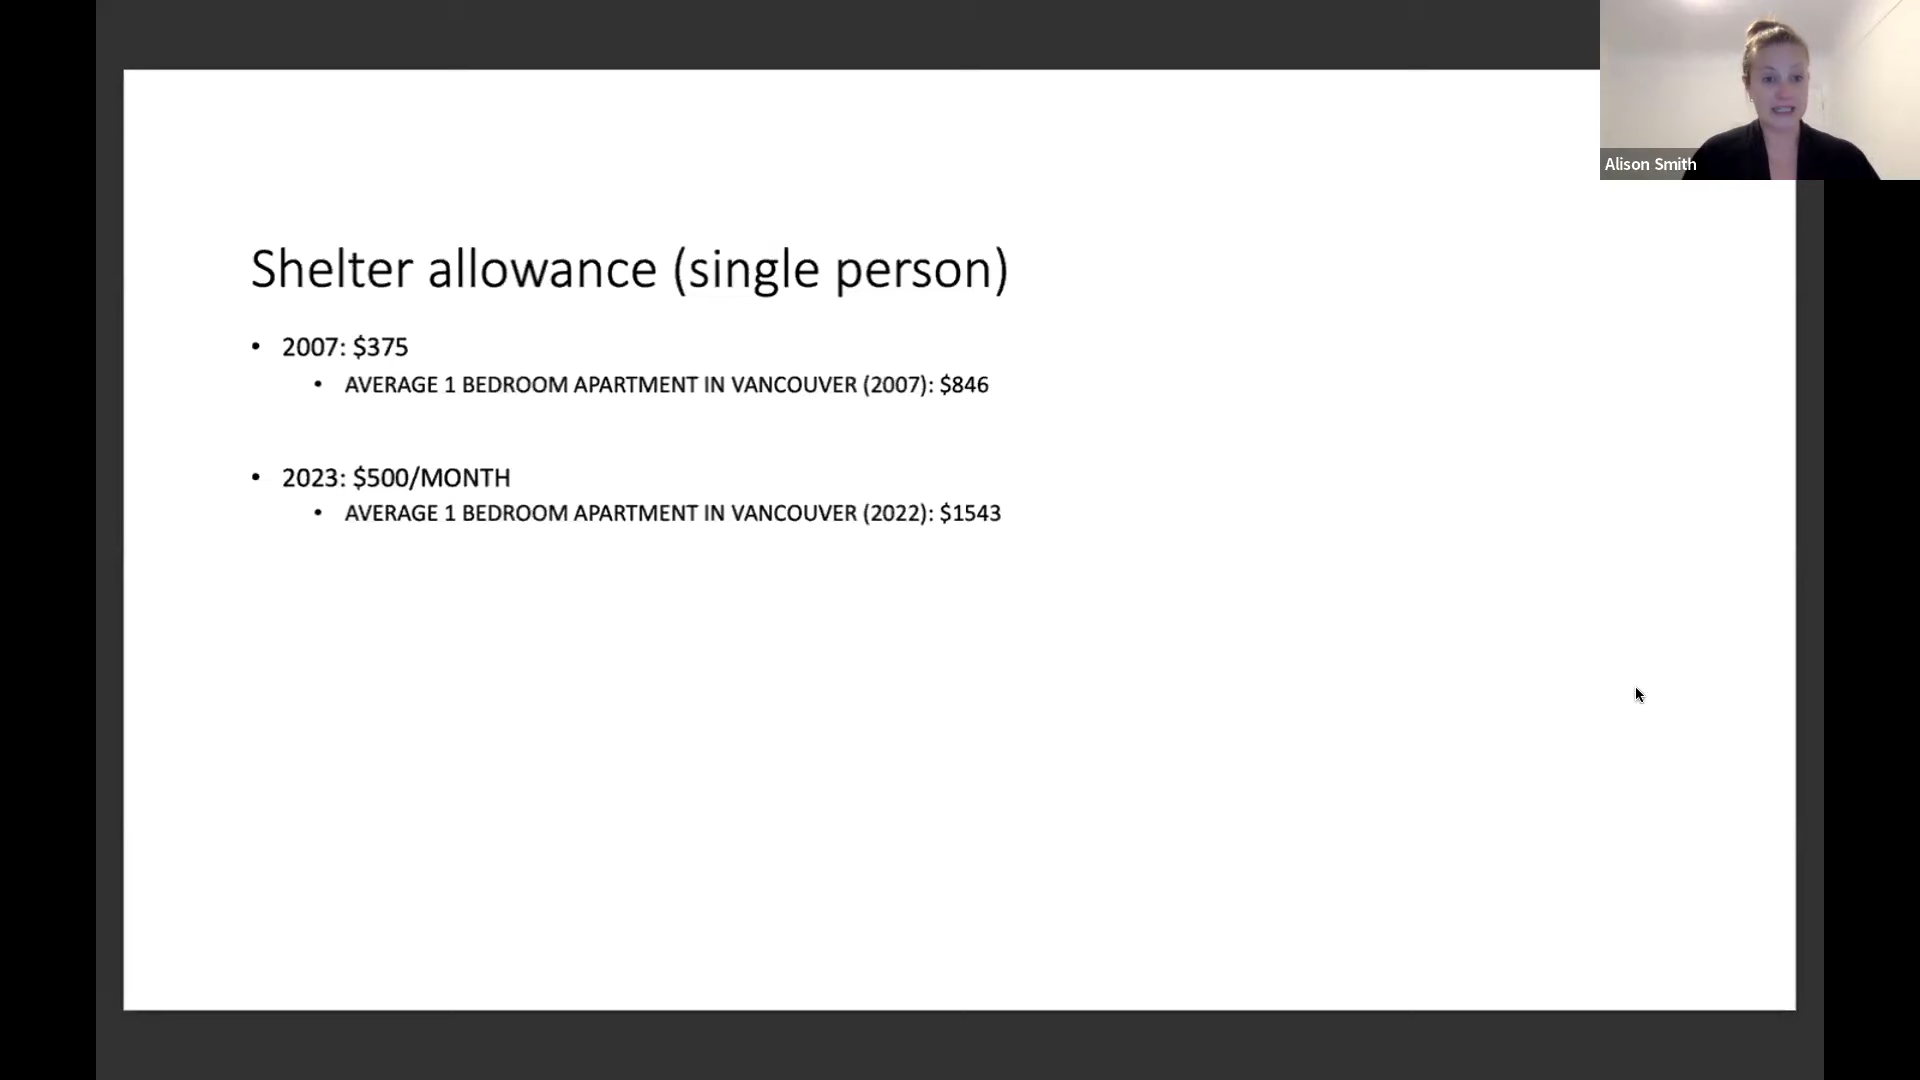 Alison Smith
Shelter allowance (single person)
• 2007: $375
• AVERAGE 1 BEDROOM APARTMENT IN VANCOUVER (2007): $846
• 2023: $500/MONTH
• AVERAGE 1 BEDROOM APARTMENT IN VANCOUVER (2022): $1543